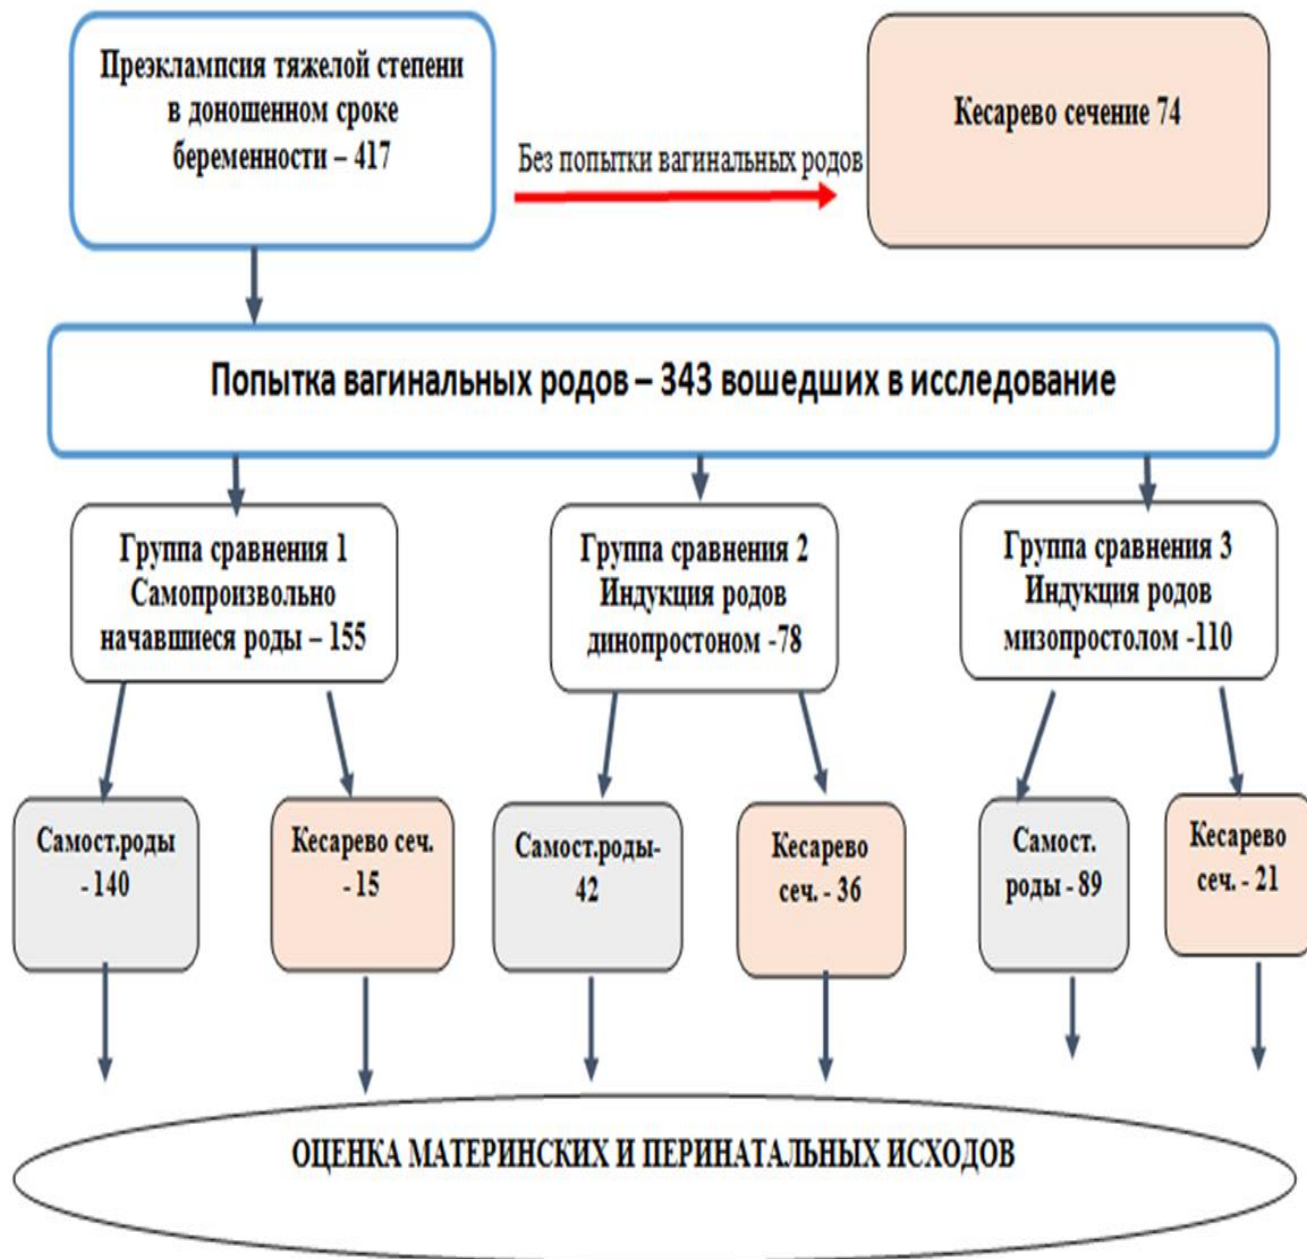 Преэклампсия тяжелой степени
в доношенном сроке
беременности – 417
Без попытки вагинальных родов
Кесарево сечение 74
Попытка вагинальных родов – 343 вошедших в исследование
Группа сравнения 1
Самопроизвольно
начавшиеся роды – 155
Группа сравнения 2
Индукция родов
динопростоном -78
Группа сравнения 3
Индукция родов
мизопростолом -110
Самост.роды
- 140
Кесарево сеч.
- 15
Самост.роды-
42
Кесарево
сеч. - 36
Самост.
роды - 89
Кесарево
сеч. - 21
ОЦЕНКА МАТЕРИНСКИХ И ПЕРИНАТАЛЬНЫХ ИСХОДОВ